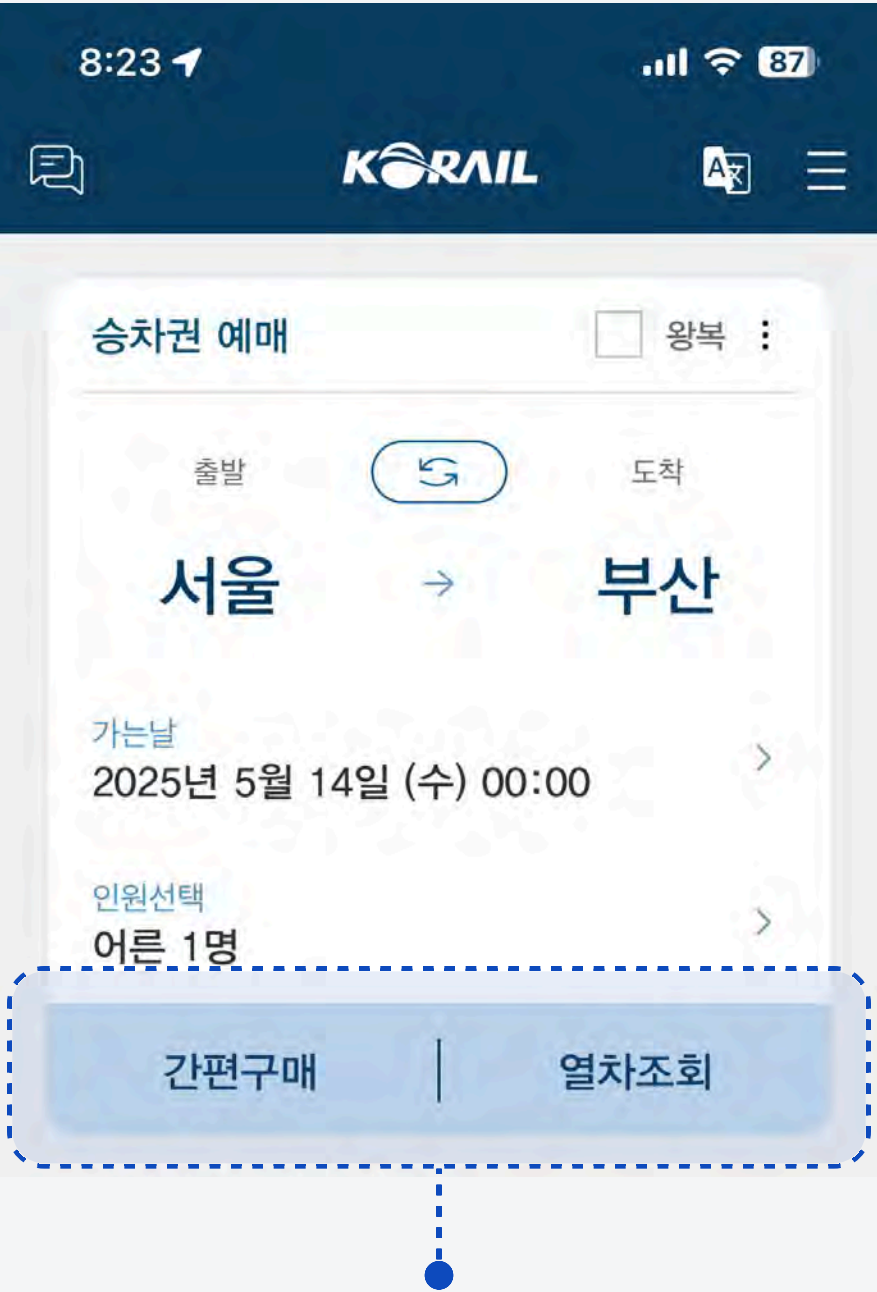 8:23 87
KORAIL
승차권 예매 왕복
출발 도착
서울 → 부산
가는날
2025년 5월 14일 (수) 00:00
인원선택
어른 1명
간편구매 열차조회